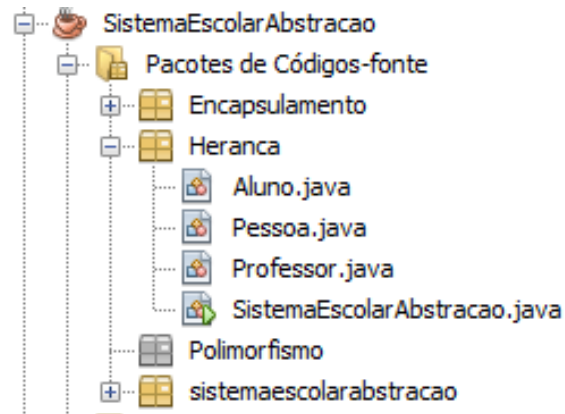 SistemaEscolarAbstracao
Pacotes de Códigos-fonte
Encapsulamento
Heranca
Aluno.java
Pessoa.java
Professor.java
SistemaEscolarAbstracao.java
Polimorfismo
sistemaescolarabstracao